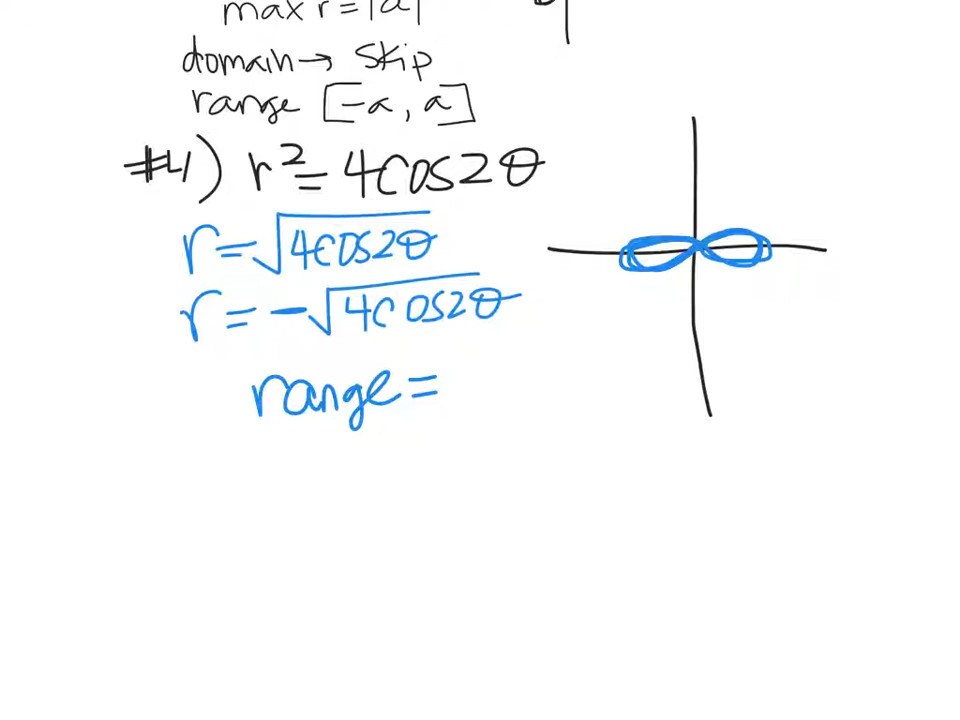 max r = |a|
domain → skip
range [-a, a]
#4) r² = 4cos2θ
r = √4cos2θ
r = -√4cos2θ
range =